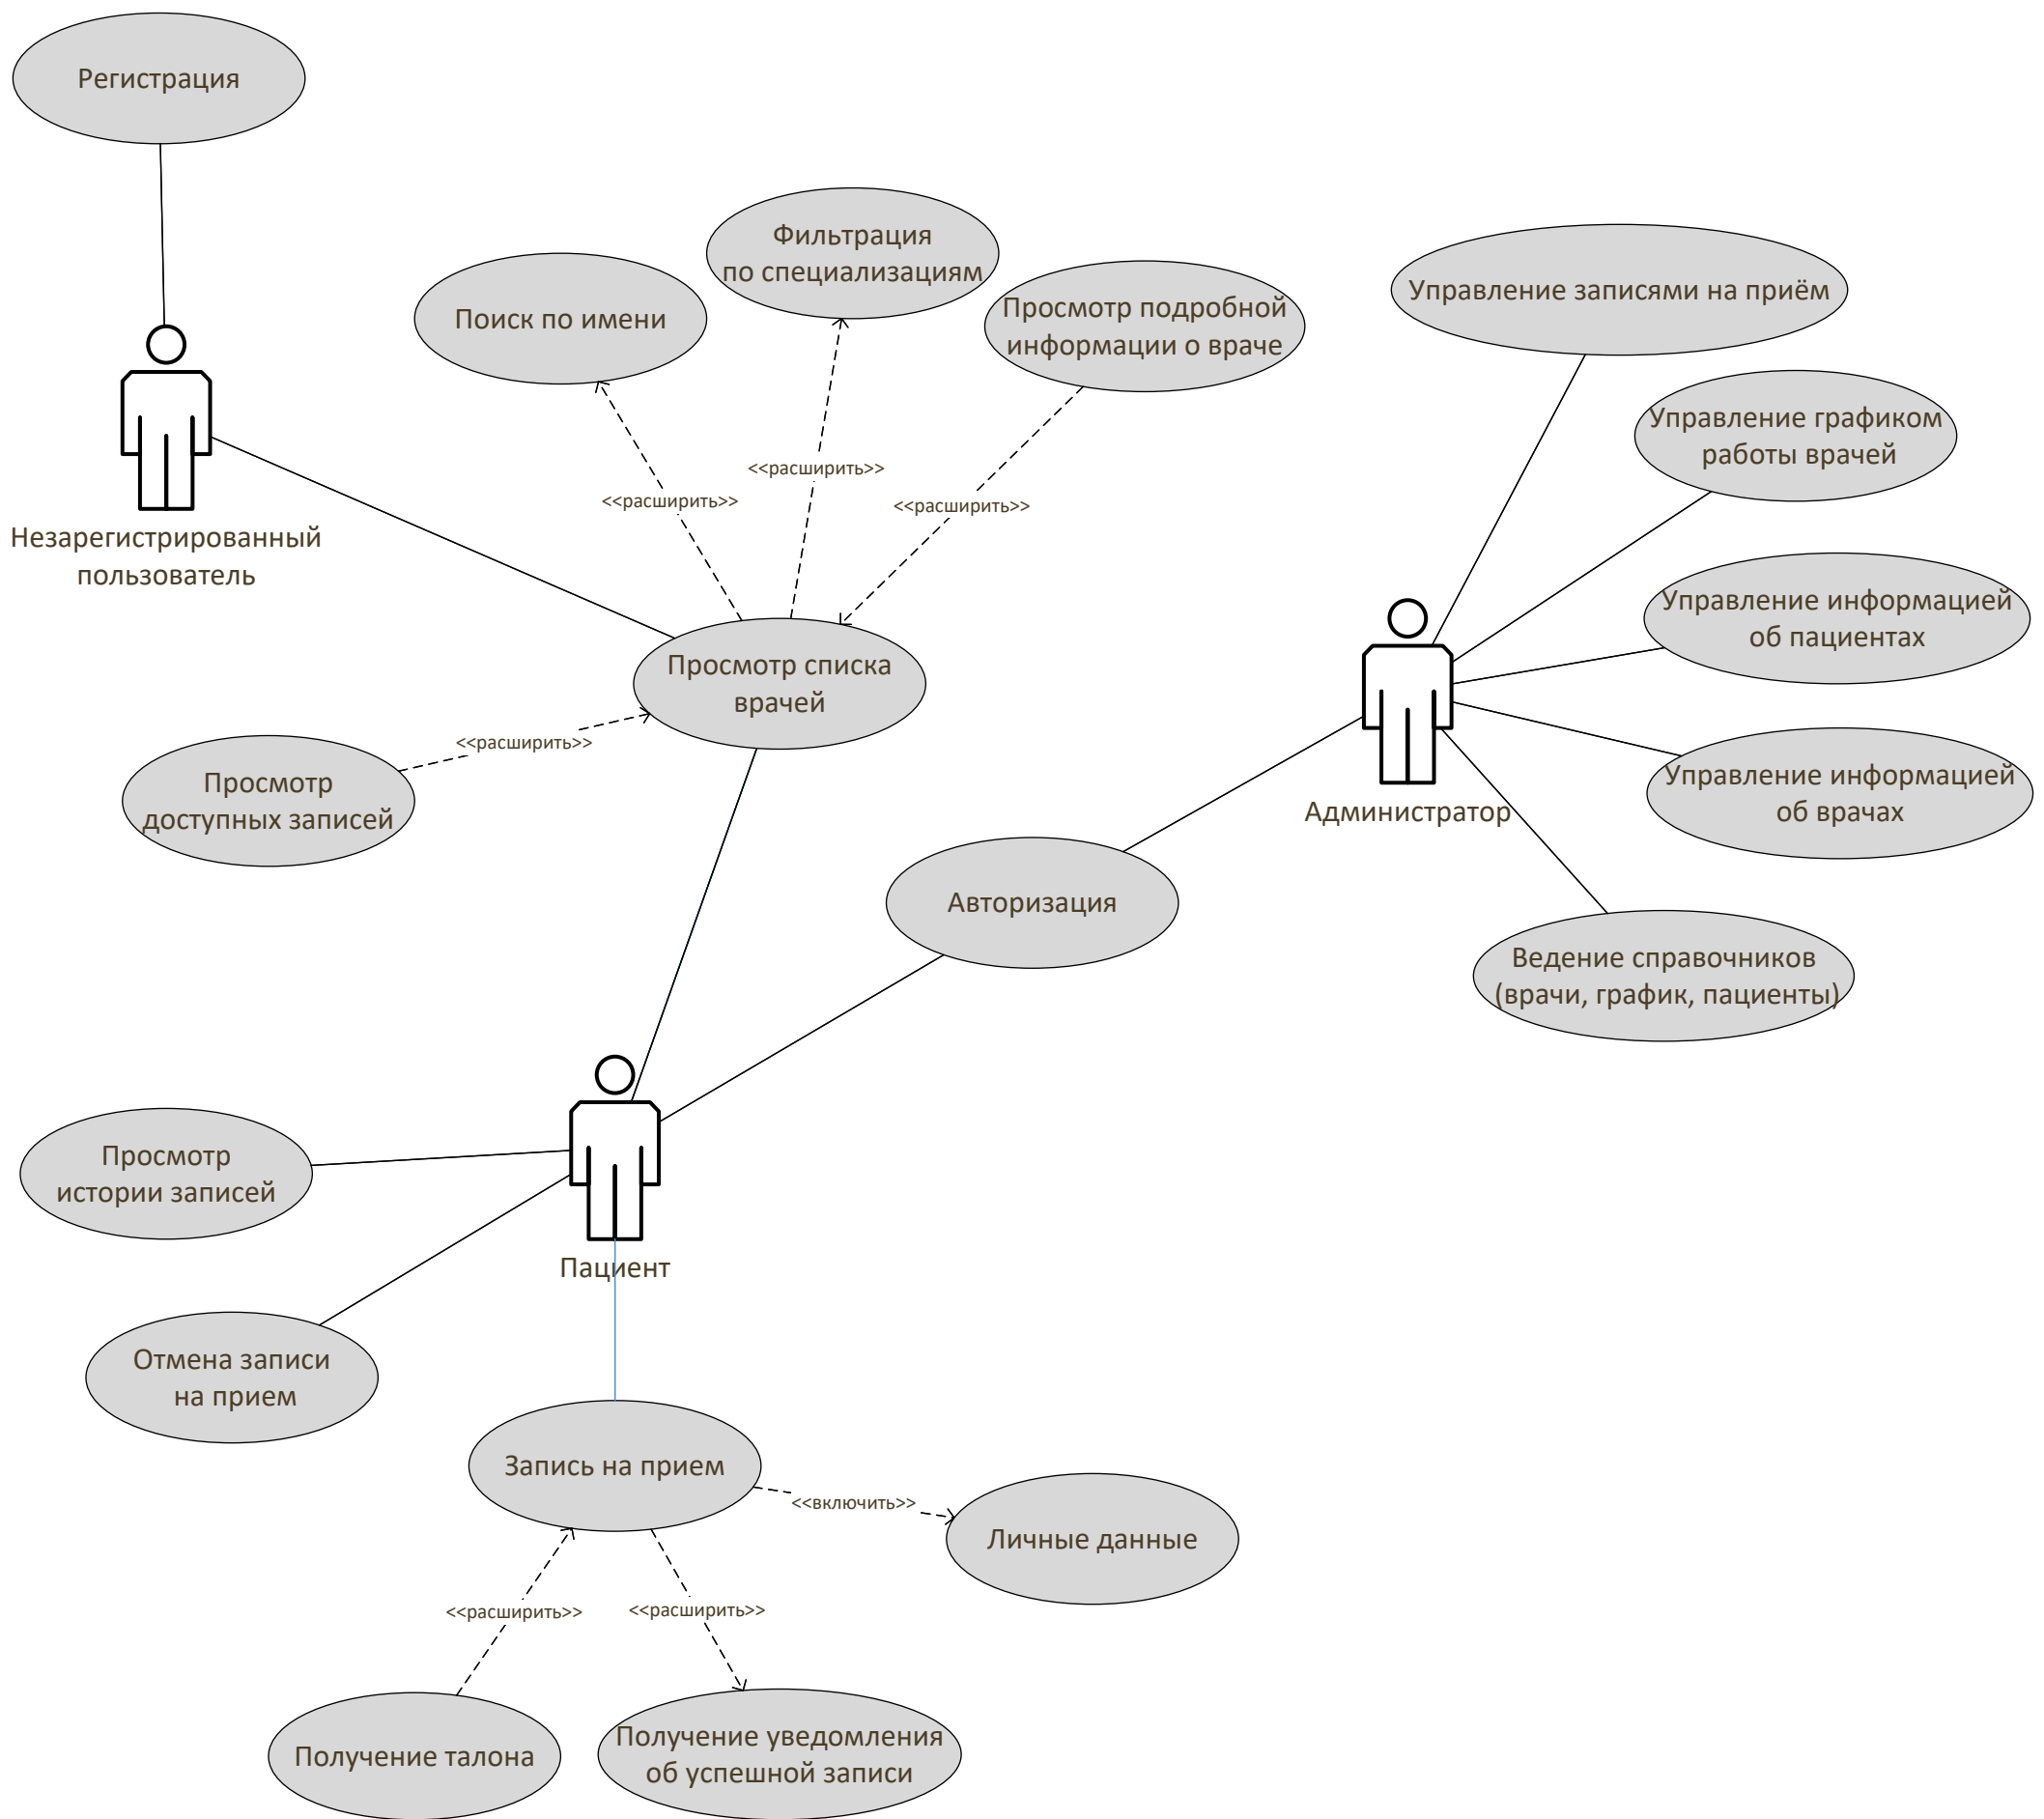 Регистрация
Фильтрация
по специализациям
Поиск по имени
Просмотр подробной
информации о враче
Управление записями на приём
Управление графиком
работы врачей
<<расширить>>
<<расширить>>
<<расширить>>
Незарегистрированный
пользователь
Управление информацией
об пациентах
Просмотр списка
врачей
<<расширить>>
Просмотр
доступных записей
Администратор
Управление информацией
об врачах
Авторизация
Ведение справочников
(врачи, график, пациенты)
Просмотр
истории записей
Пациент
Отмена записи
на прием
Запись на прием
<<включить>>
Личные данные
<<расширить>>
<<расширить>>
Получение талона
Получение уведомления
об успешной записи